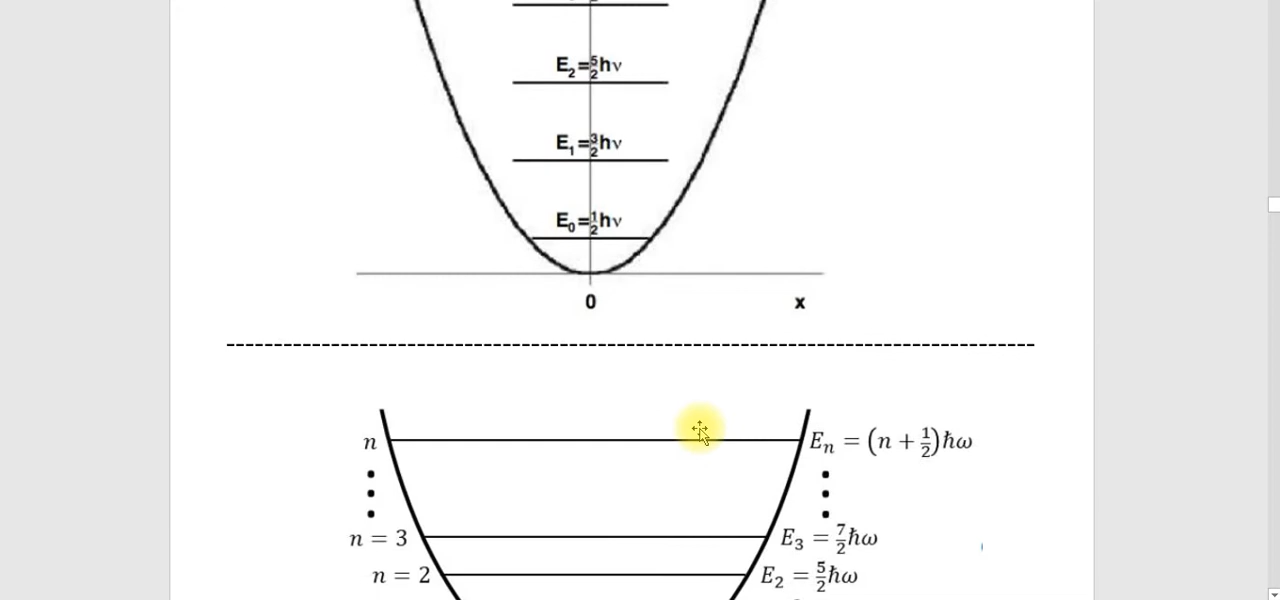 E₂=5/2hν
E₁=3/2hν
E₀=1/2hν
0 x
--------------------------------------------------------------------------------
n Eₙ = (n + 1/2)ħω
n = 3 E₃ = 7/2ħω
n = 2 E₂ = 5/2ħω